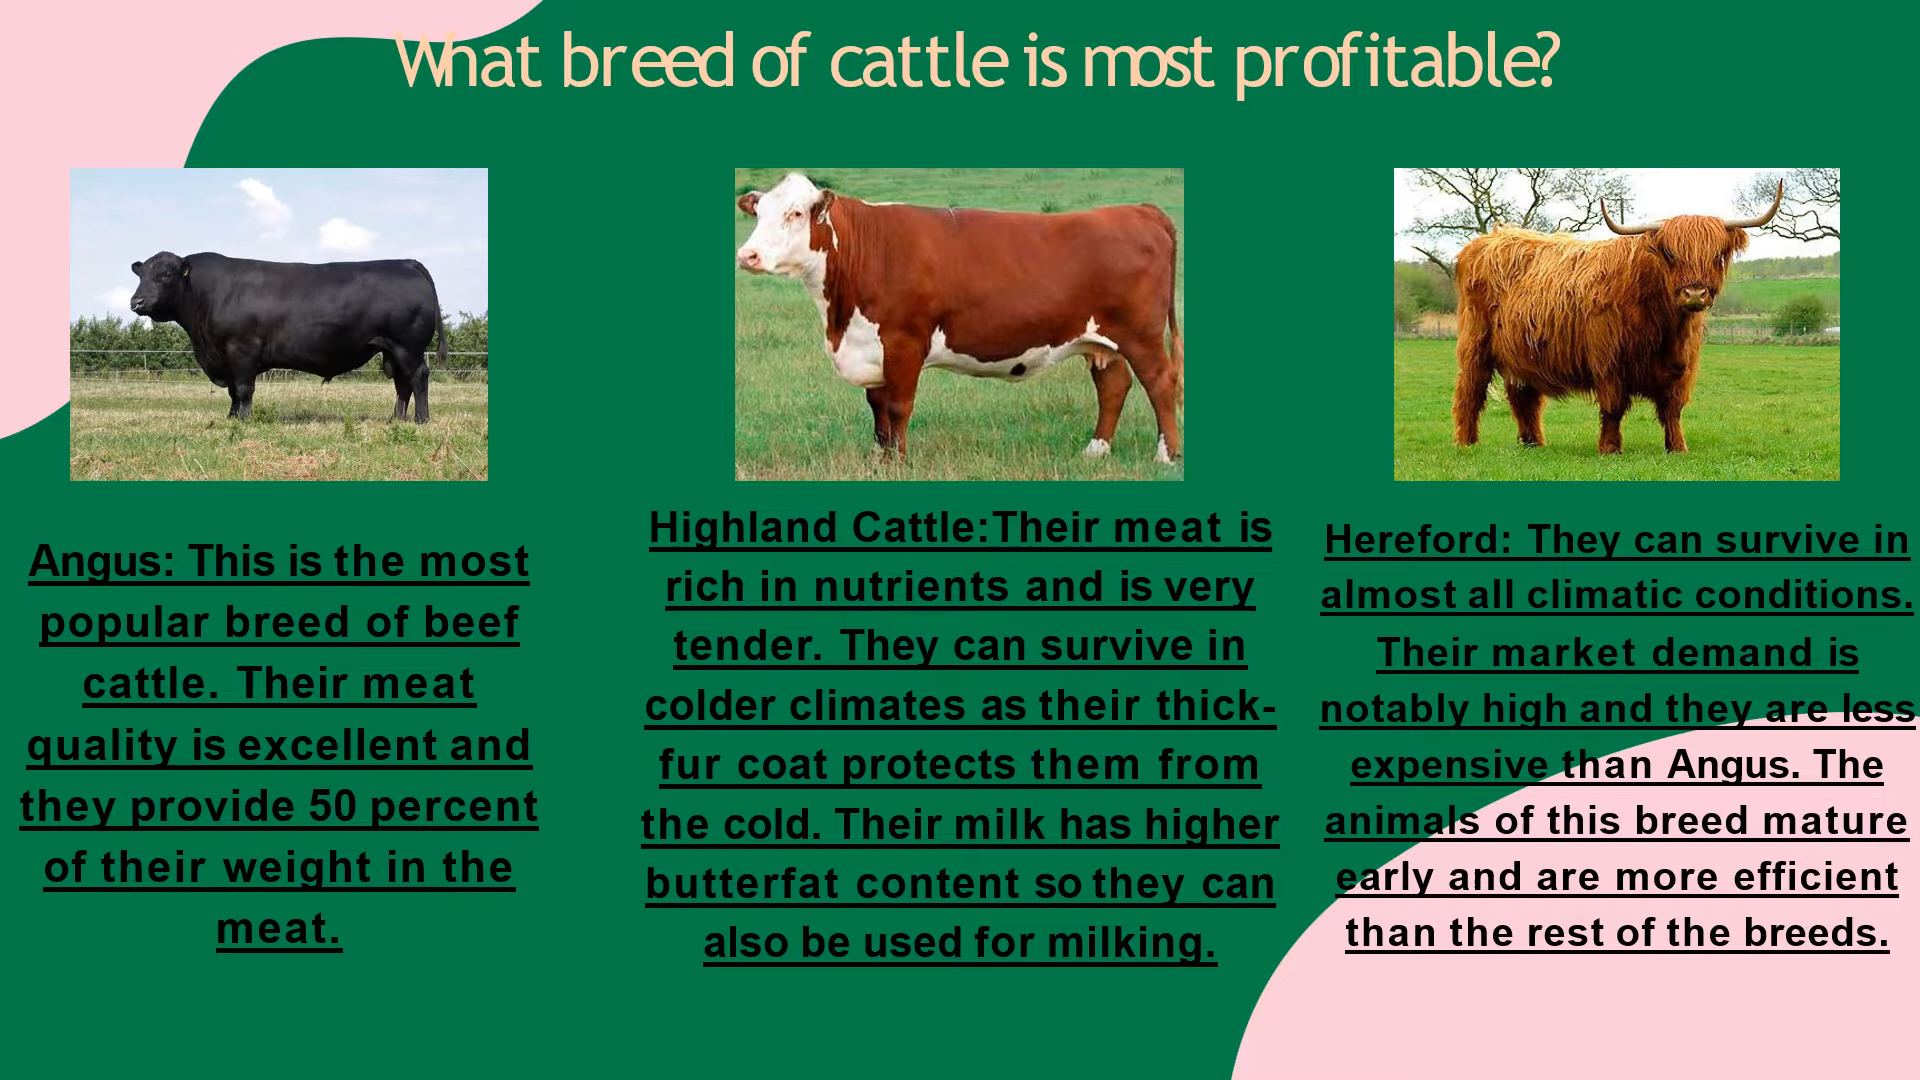 What breed of cattle is most profitable?
Angus: This is the most
popular breed of beef
cattle. Their meat
quality is excellent and
they provide 50 percent
of their weight in the
meat.
Highland Cattle:Their meat is
rich in nutrients and is very
tender. They can survive in
colder climates as their thick-
fur coat protects them from
the cold. Their milk has higher
butterfat content so they can
also be used for milking.
Hereford: They can survive in
almost all climatic conditions.
Their market demand is
notably high and they are less
expensive than Angus. The
animals of this breed mature
early and are more efficient
than the rest of the breeds.